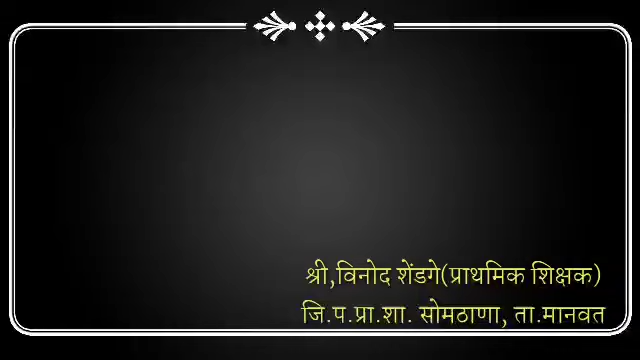 श्री,विनोद शेंडगे(प्राथमिक शिक्षक)
जि.प.प्रा.शा. सोमठाणा, ता.मानवत